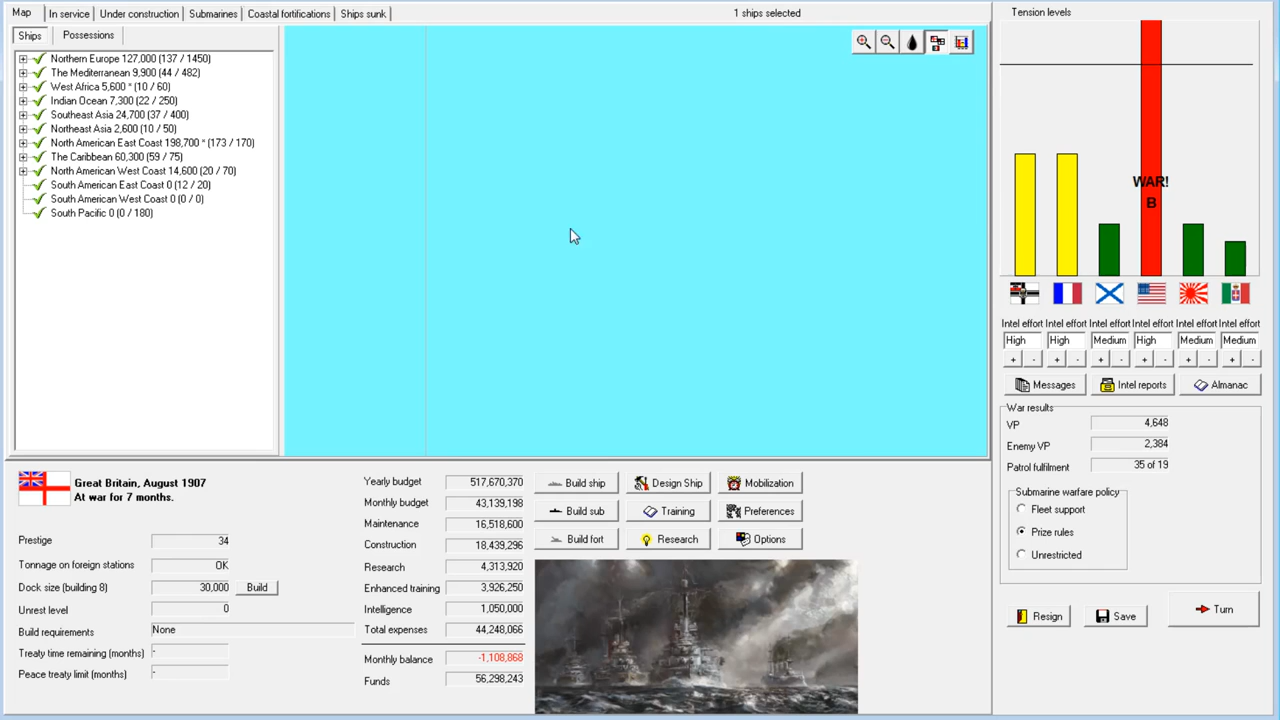 Map
In service
Under construction
Submarines
Coastal fortifications
Ships sunk
1 ships selected
Tension levels
Ships
Possessions
Northern Europe 127,000 (137 / 1450)
The Mediterranean 9,900 (44 / 482)
West Africa 5,600 * (10 / 60)
Indian Ocean 7,300 (22 / 250)
Southeast Asia 24,700 (37 / 400)
Northeast Asia 2,600 (10 / 50)
North American East Coast 198,700 * (173 / 170)
The Caribbean 60,300 (59 / 75)
North American West Coast 14,600 (20 / 70)
South American East Coast 0 (12 / 20)
South American West Coast 0 (0 / 0)
South Pacific 0 (0 / 180)
WAR!
B
Intel effort Intel effort Intel effort Intel effort Intel effort Intel effort
High High Medium High Medium Medium
+ - + - + - + - + - + -
Messages
Intel reports
Almanac
War results
VP 4,648
Enemy VP 2,384
Patrol fulfilment 35 of 19
Submarine warfare policy
Fleet support
Prize rules
Unrestricted
Resign
Save
Turn
Great Britain, August 1907
At war for 7 months.
Prestige 34
Tonnage on foreign stations OK
Dock size (building 8) 30,000 Build
Unrest level 0
Build requirements None
Treaty time remaining (months) -
Peace treaty limit (months) -
Yearly budget 517,670,370
Monthly budget 43,139,198
Maintenance 16,518,600
Construction 18,439,296
Research 4,313,920
Enhanced training 3,926,250
Intelligence 1,050,000
Total expenses 44,248,066
Monthly balance -1,108,868
Funds 56,298,243
Build ship
Design Ship
Mobilization
Build sub
Training
Preferences
Build fort
Research
Options